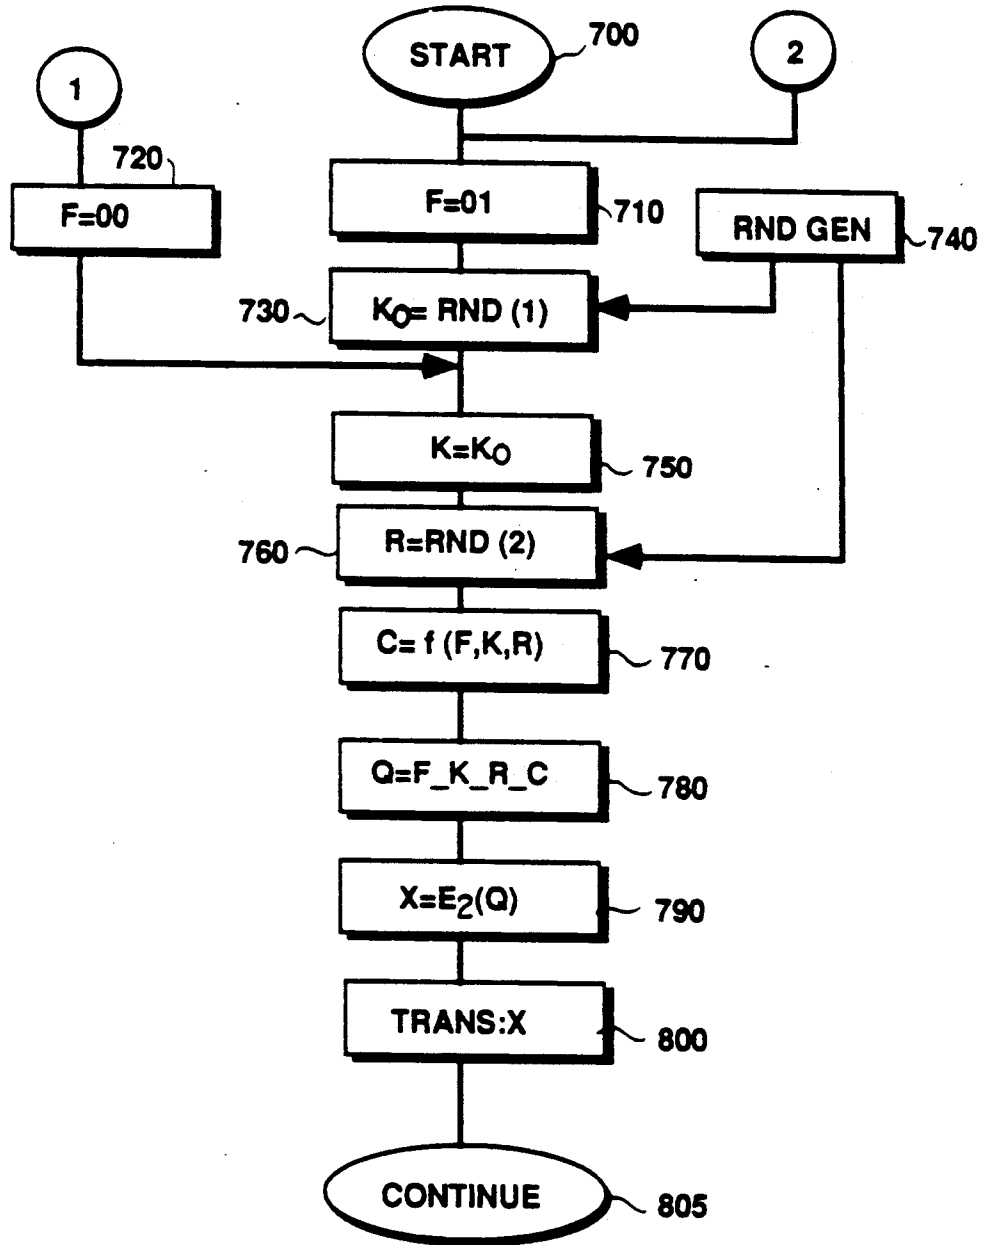 START
700
2
1
720
F=00
F=01
710
RND GEN
740
730
K₀= RND (1)
K=K₀
750
760
R=RND (2)
C= f (F,K,R)
770
Q=F_K_R_C
780
X=E₂(Q)
790
TRANS:X
800
CONTINUE
805